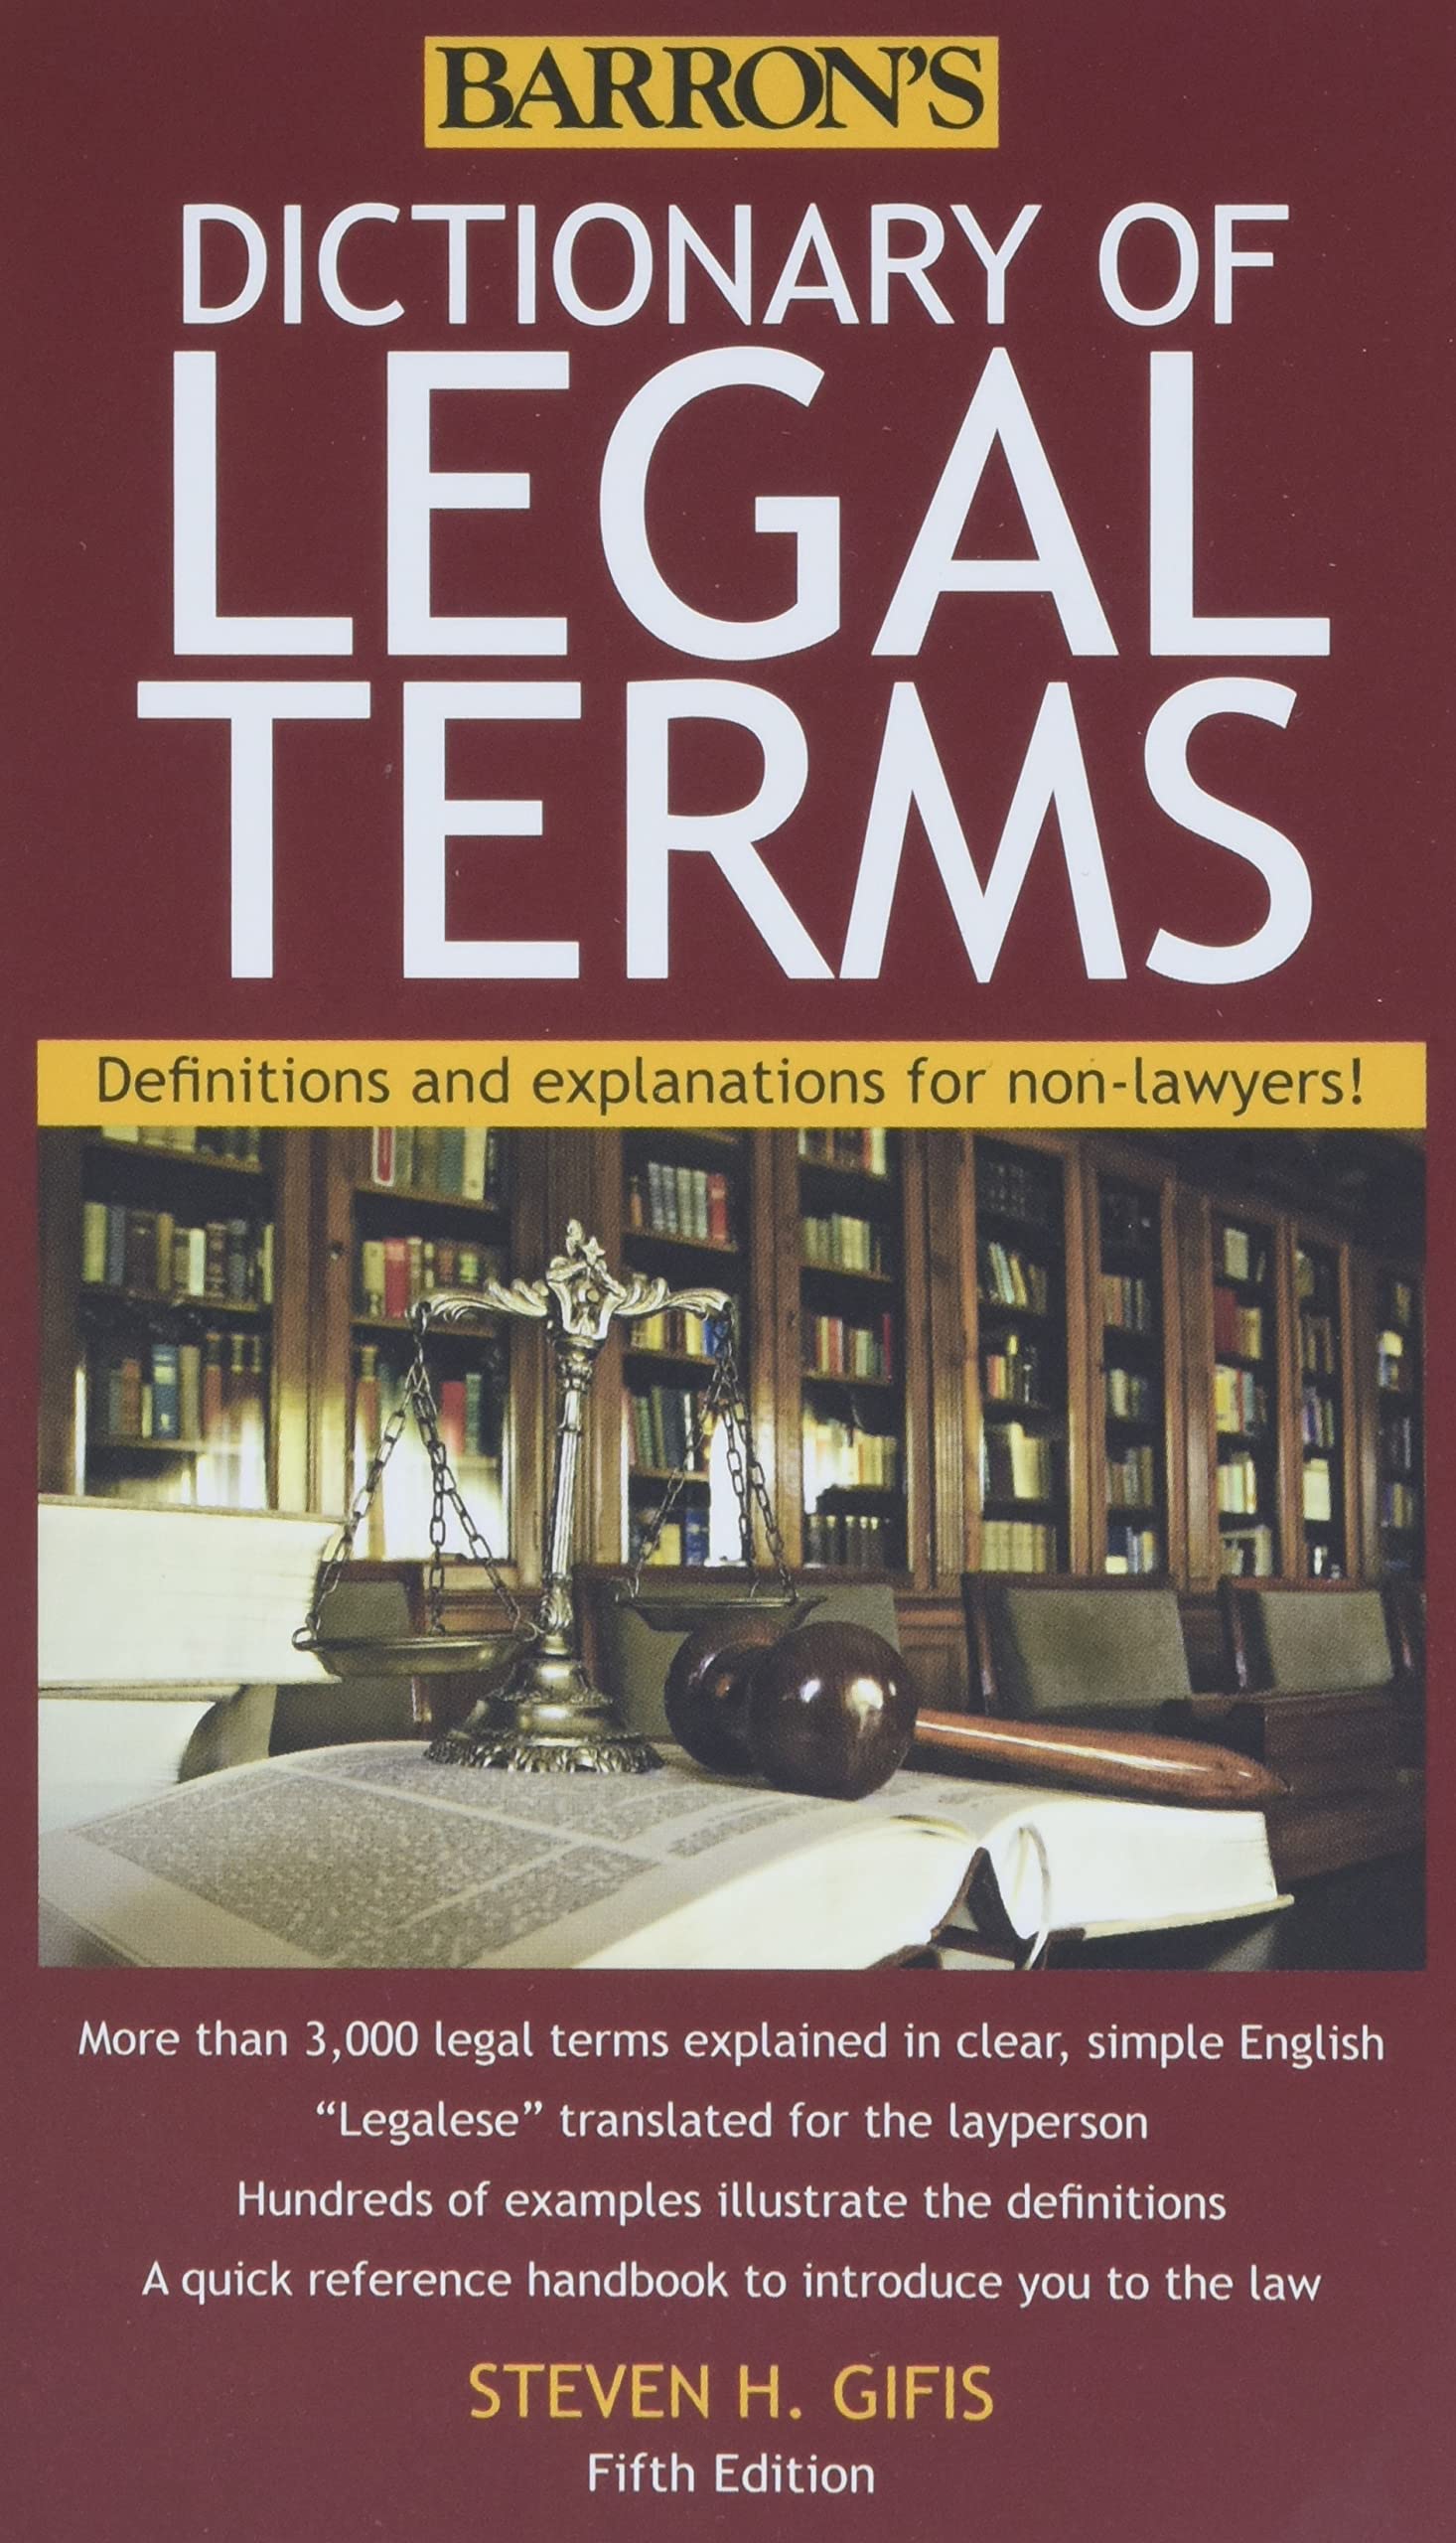 BARRON'S
DICTIONARY OF
LEGAL
TERMS
Definitions and explanations for non-lawyers!
More than 3,000 legal terms explained in clear, simple English
“Legalese” translated for the layperson
Hundreds of examples illustrate the definitions
A quick reference handbook to introduce you to the law
STEVEN H. GIFIS
Fifth Edition